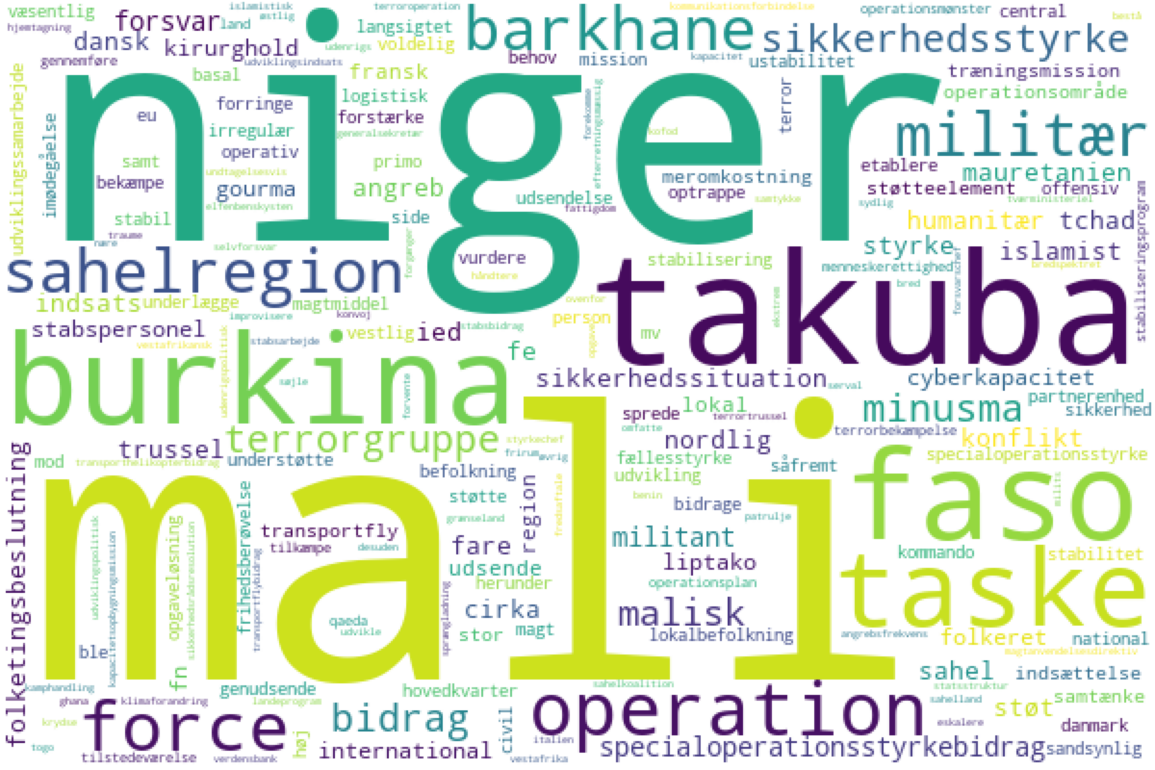 væsentlig
islamistisk
østlig
terroroperation
kommunikationsforbindelse
operationsmønster
central
bestå
hjemtagning
forsvar
land
udenrigs
langsigtet
barkhane
sikkerhedsstyrke
dansk
kirurghold
voldelig
gennemføre
udviklingsindsats
behov
mission
kapacitet
ustabilitet
niger
basal
fransk
træningsmission
udviklingssamarbejde
forringe
logistisk
operationsområde
eu
forstærke
forekomme
efterretningsmæssig
terror
militær
imødegåelse
irregulær
generalsekretær
kofod
samt
operativ
primo
etablere
mauretanien
bekæmpe
undtagelsesvis
gourma
angreb
meromkostning
optrappe
samtykke
støtteelement
offensiv
udsendelse
elfenbenskysten
fattigdom
sydlig
tværministeriel
stabil
side
humanitær
tchad
traume
nære
selvforsvar
forgænger
styrke
islamist
stabiliseringsprogram
sahelregion
vurdere
stabilisering
menneskerettighed
bredspektret
håndtere
bred
forsvarschef
takuba
indsats
underlægge
magtmiddel
ovenfor
ekstrem
improvisere
konvoj
person
stabspersonel
vestlig
ied
stabsbidrag
opgave
mv
burkina
vestafrikansk
stabsarbejde
fe
udenrigspolitisk
søjle
forvente
sikkerhedssituation
serval
cyberkapacitet
partnerenhed
mali
sprede
lokal
terrortrussel
minusma
sikkerhed
omfatte
terrorbekæmpelse
trussel
terrorgruppe
styrkechef
nordlig
konflikt
folketingsbeslutning
mod
transporthelikopterbidrag
understøtte
befolkning
frirum
øvrig
fællesstyrke
såfremt
specialoperationsstyrke
udvikling
faso
støtte
benin
bidrage
milits
frihedsberøvelse
grænseland
region
fredsaftale
patrulje
udviklingspolitisk
kapacitetsopbygningsmission
opgaveløsning
sikkerhedsrådsresolution
transportfly
militant
tilkæmpe
desuden
fare
liptako
kommando
stabilitet
transportflybidrag
udsende
sprængladning
herunder
operationsplan
taske
qaeda
cirka
malisk
udvikle
stor
magt
lokalbefolkning
angrebsfrekvens
folkeret
national
ble
magtanvendelsesdirektiv
fn
sahel
indsættelse
kamphandling
genudsende
hovedkvarter
sahelkoalition
statsstruktur
ghana
klimaforandring
landeprogram
sahelland
samtænke
force
bidrag
operation
støt
krydse
civil
eskalere
danmark
togo
høj
international
italien
specialoperationsstyrkebidrag
sandsynlig
tilstedeværelse
verdensbank
vestafrika